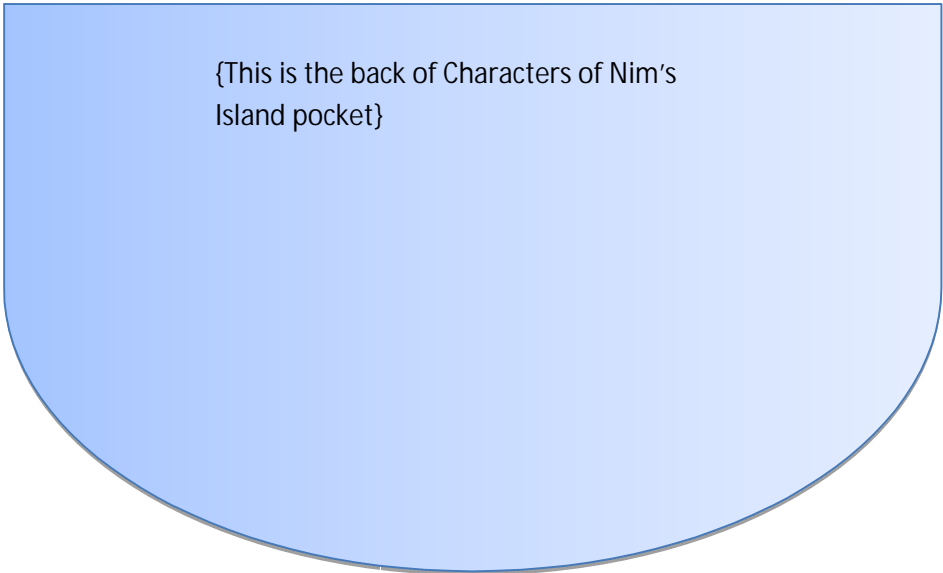 {This is the back of Characters of Nim’s
Island pocket}